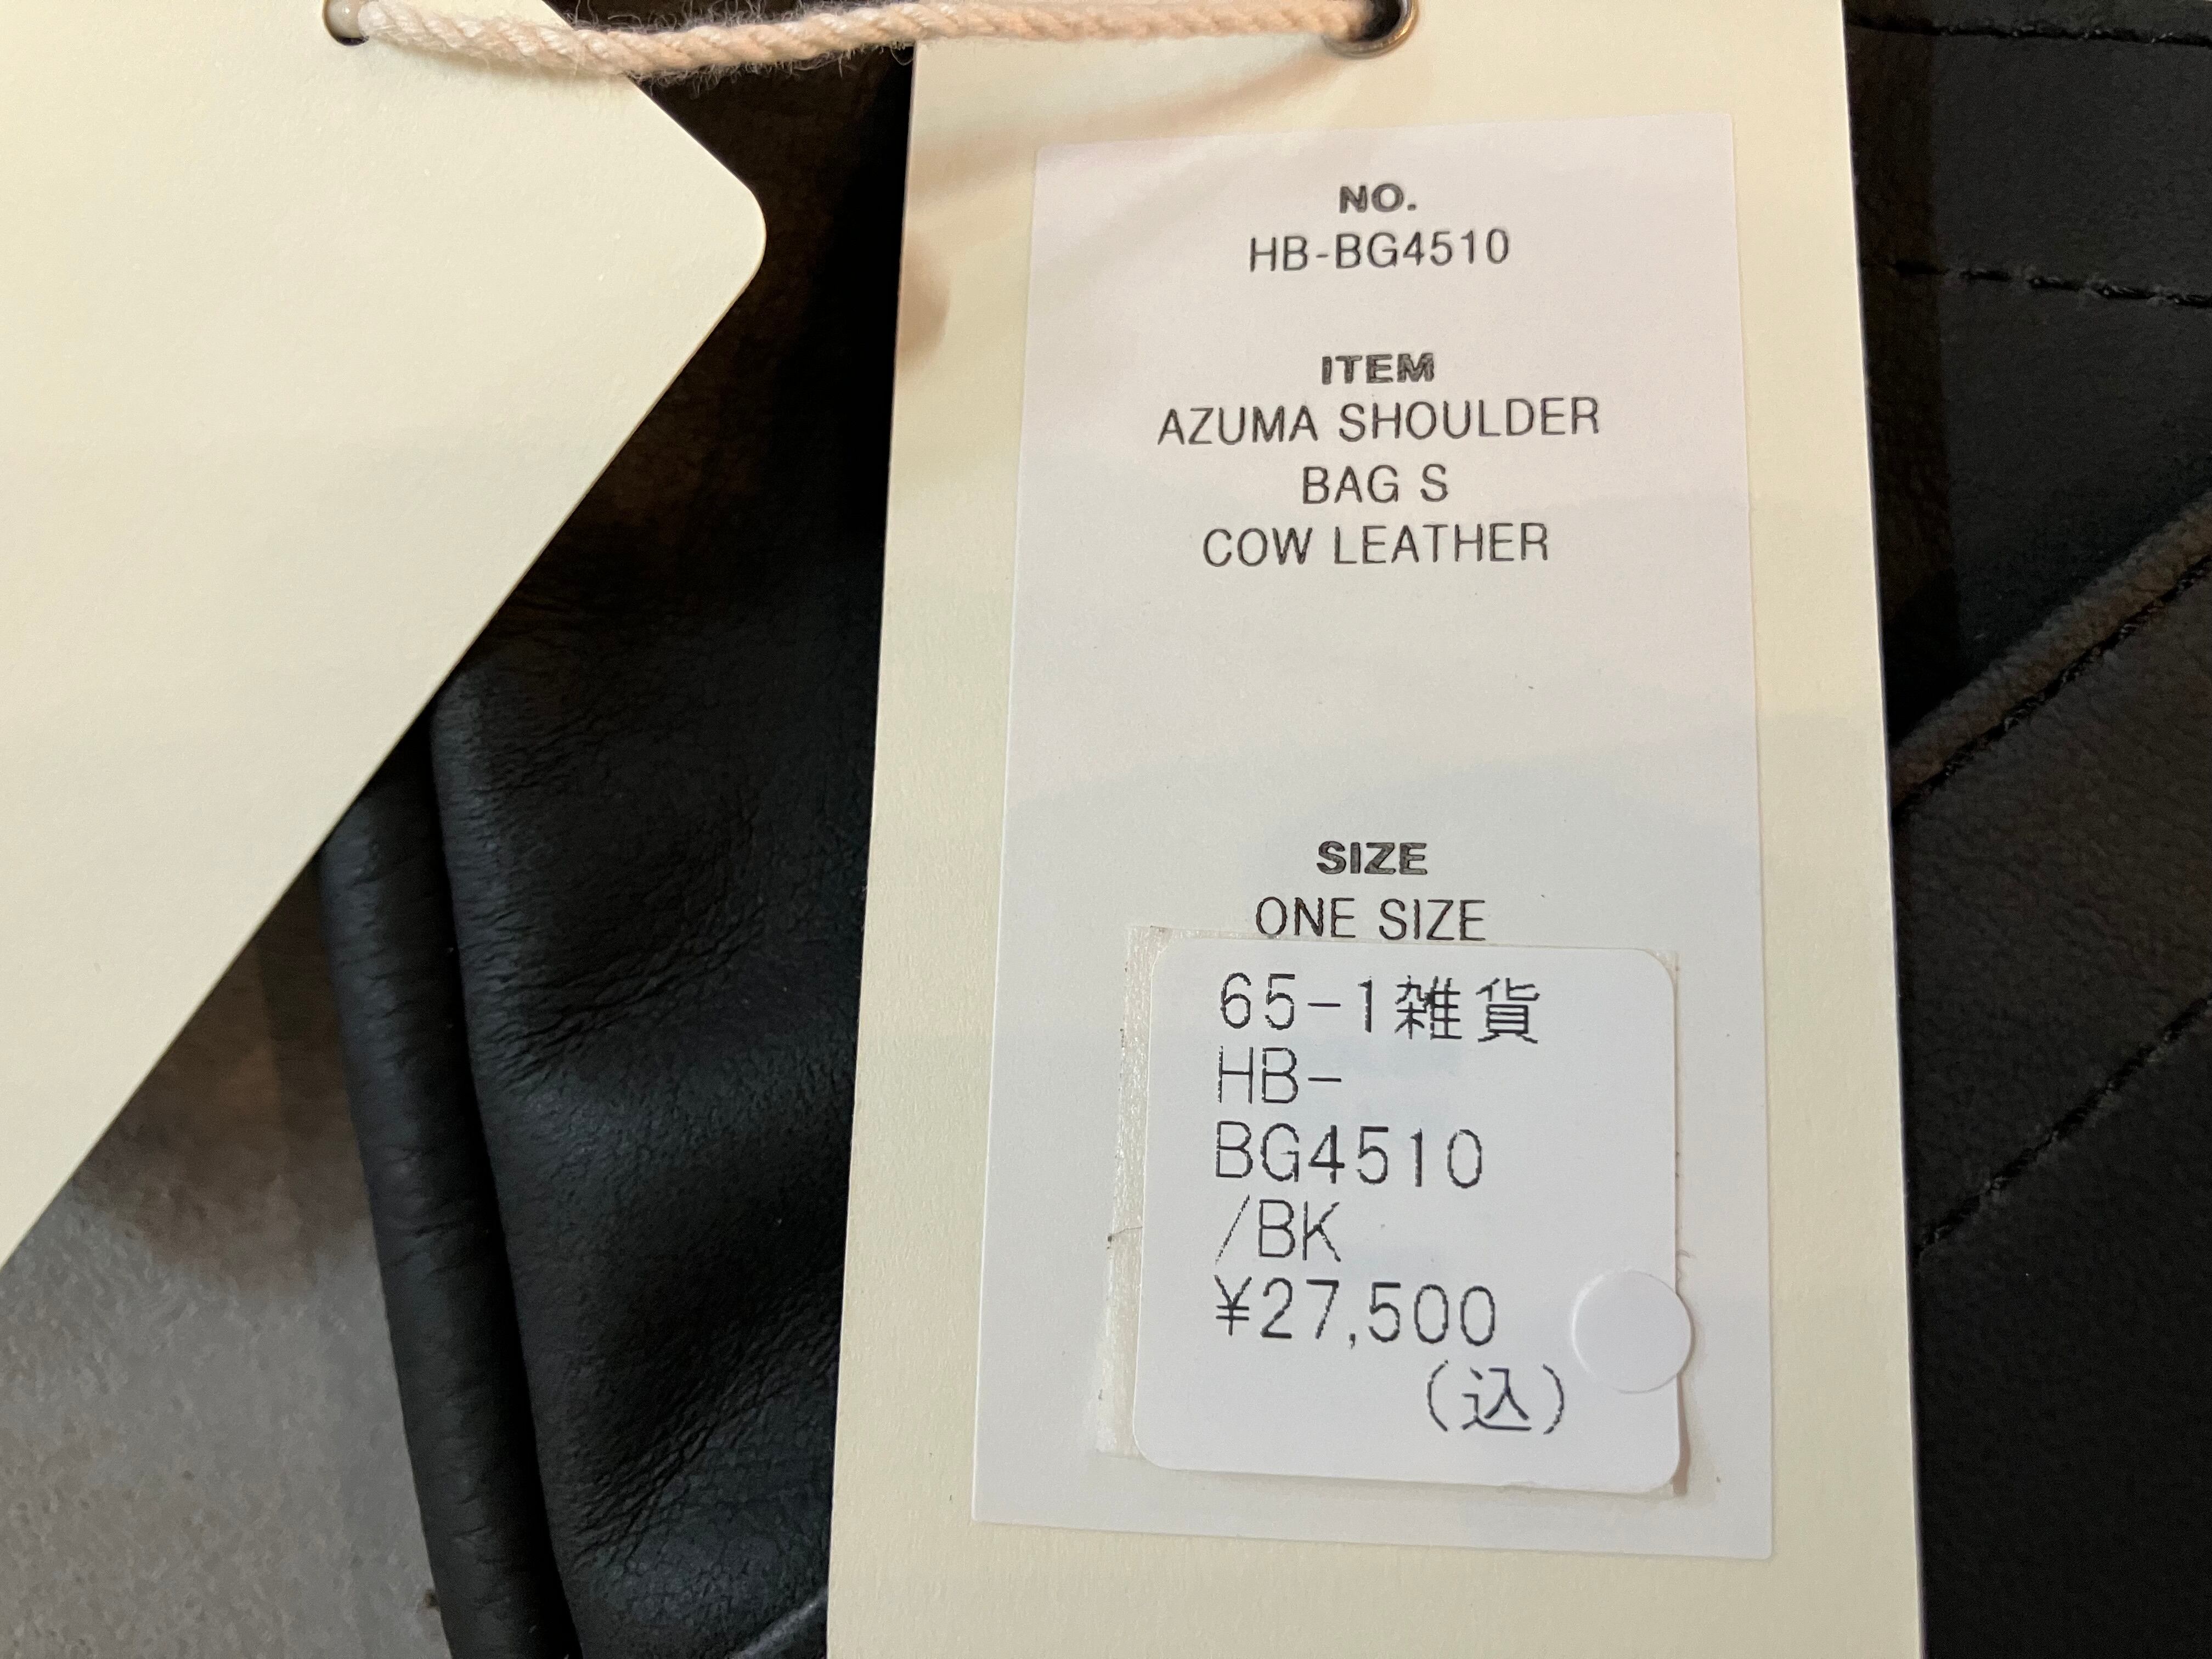 NO.
HB-BG4510
ITEM
AZUMA SHOULDER
BAG S
COW LEATHER
SIZE
ONE SIZE
65-1雑貨
HB-
BG4510
/BK
¥27,500
(込)